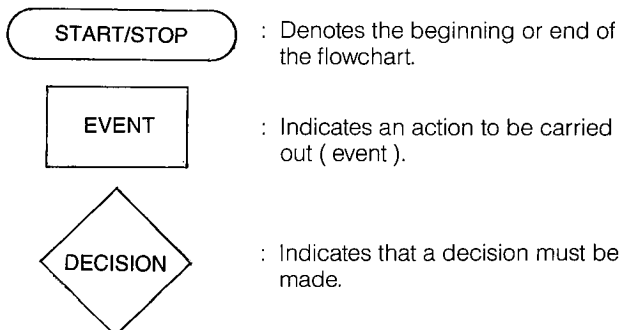 START/STOP : Denotes the beginning or end of
the flowchart.
EVENT : Indicates an action to be carried
out ( event ).
DECISION : Indicates that a decision must be
made.